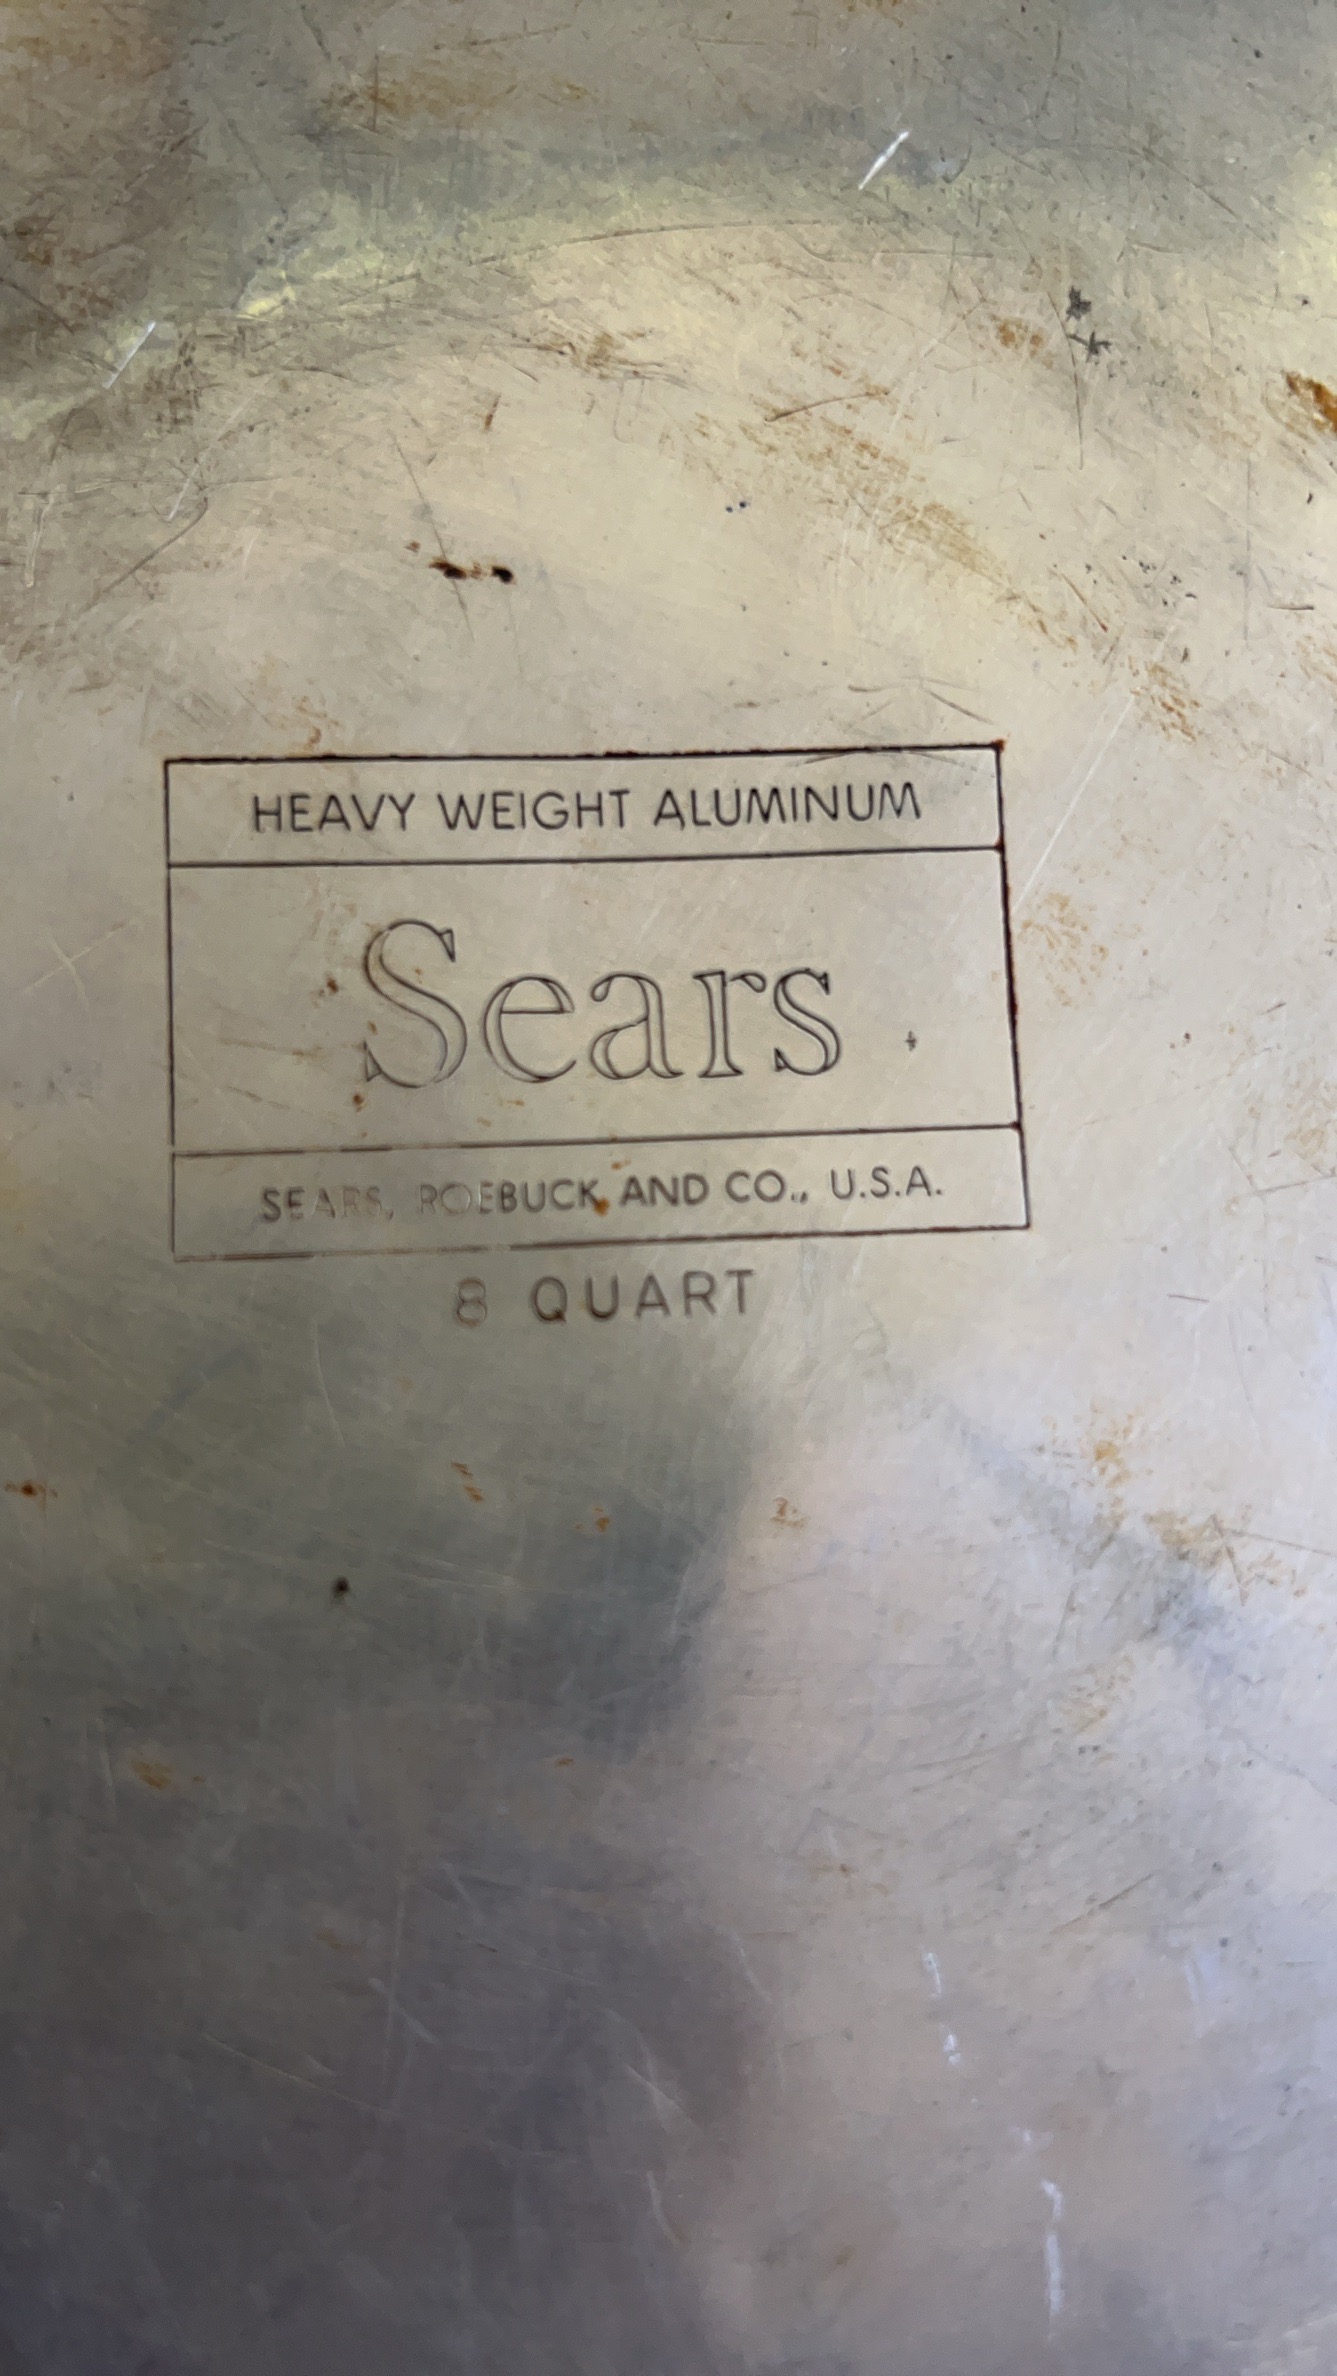 HEAVY WEIGHT ALUMINUM
Sears
SEARS, ROEBUCK AND CO., U.S.A.
8 QUART